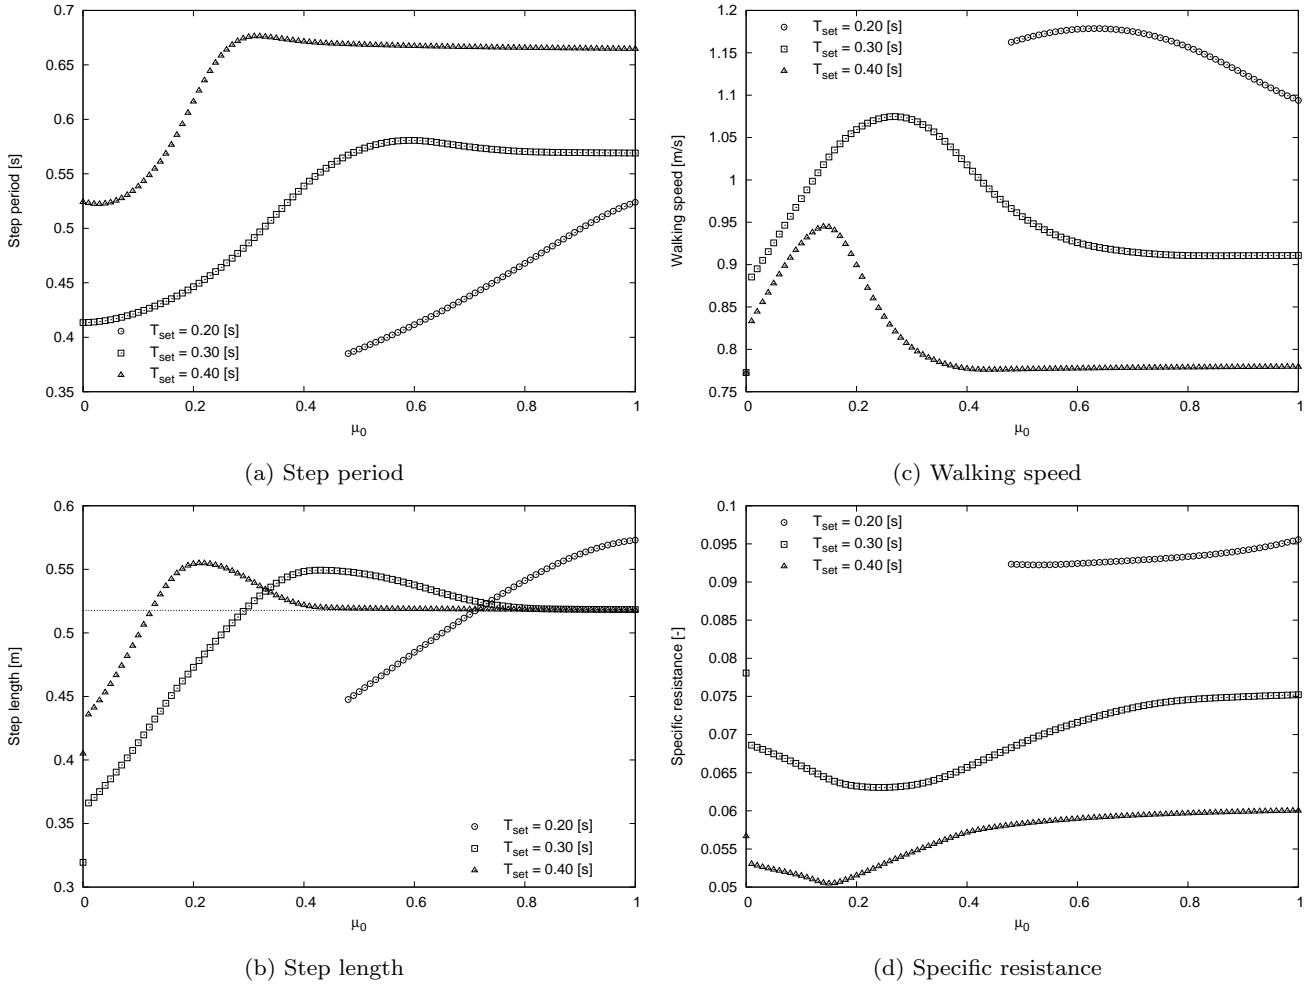 0.7
0.65
0.6
0.55
0.5
0.45
0.4
0.35
Step period [s]
T_set = 0.20 [s]
T_set = 0.30 [s]
T_set = 0.40 [s]
0 0.2 0.4 0.6 0.8 1
μ_0
(a) Step period
1.2
1.15
1.1
1.05
1
0.95
0.9
0.85
0.8
0.75
Walking speed [m/s]
T_set = 0.20 [s]
T_set = 0.30 [s]
T_set = 0.40 [s]
0 0.2 0.4 0.6 0.8 1
μ_0
(c) Walking speed
0.6
0.55
0.5
0.45
0.4
0.35
0.3
Step length [m]
T_set = 0.20 [s]
T_set = 0.30 [s]
T_set = 0.40 [s]
0 0.2 0.4 0.6 0.8 1
μ_0
(b) Step length
0.1
0.095
0.09
0.085
0.08
0.075
0.07
0.065
0.06
0.055
0.05
Specific resistance [-]
T_set = 0.20 [s]
T_set = 0.30 [s]
T_set = 0.40 [s]
0 0.2 0.4 0.6 0.8 1
μ_0
(d) Specific resistance